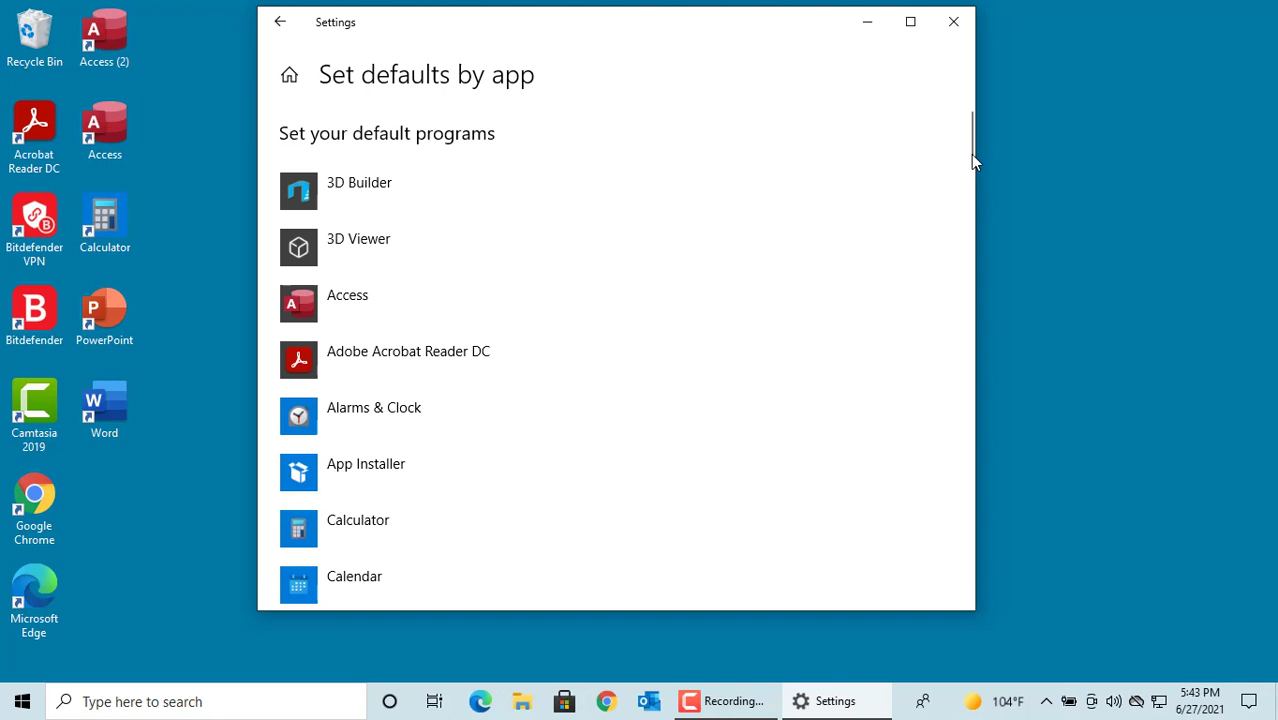 Settings
Set defaults by app
Set your default programs
3D Builder
3D Viewer
Access
Adobe Acrobat Reader DC
Alarms & Clock
App Installer
Calculator
Calendar
Recycle Bin
Access (2)
Acrobat
Reader DC
Access
Bitdefender
VPN
Calculator
Bitdefender
PowerPoint
Camtasia
2019
Word
Google
Chrome
Microsoft
Edge
Type here to search
Recording...
Settings
104°F
5:43 PM
6/27/2021